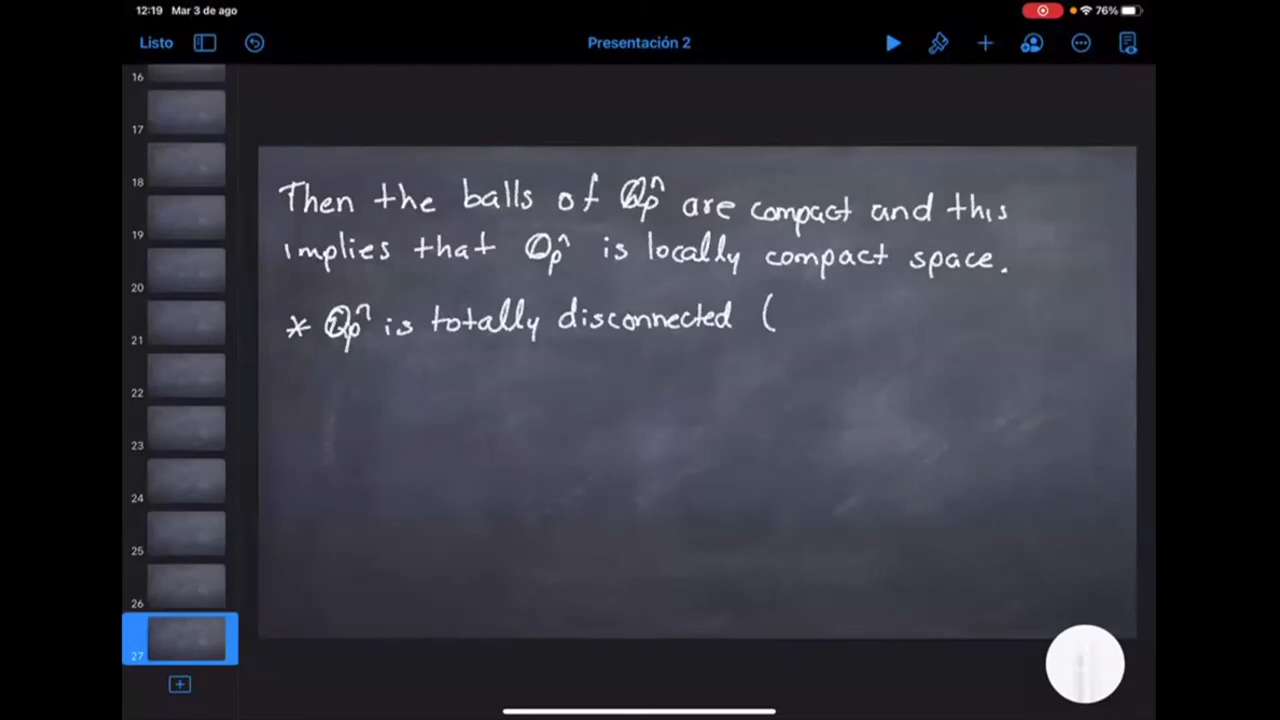 12:19 Mar 3 de ago
76%
Listo
Presentación 2
16
17
18
19
20
21
22
23
24
25
26
27
Then the balls of ℚₚⁿ are compact and this
implies that ℚₚⁿ is locally compact space.
* ℚₚⁿ is totally disconnected (